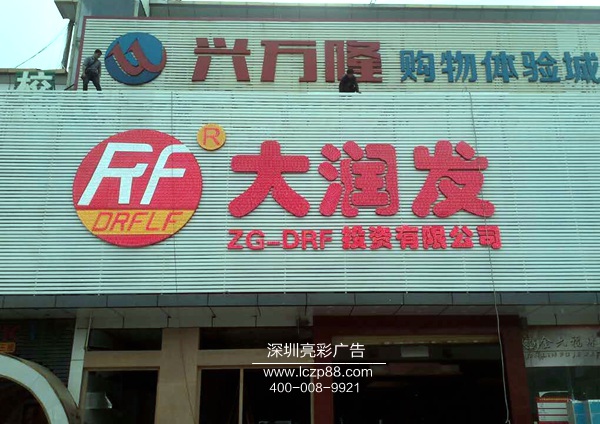 兴万隆 购物体验城
校
RF
DRFLF
R
大润发
ZG-DRF 投资有限公司
深圳亮彩广告
www.lczp88.com
400-008-9921